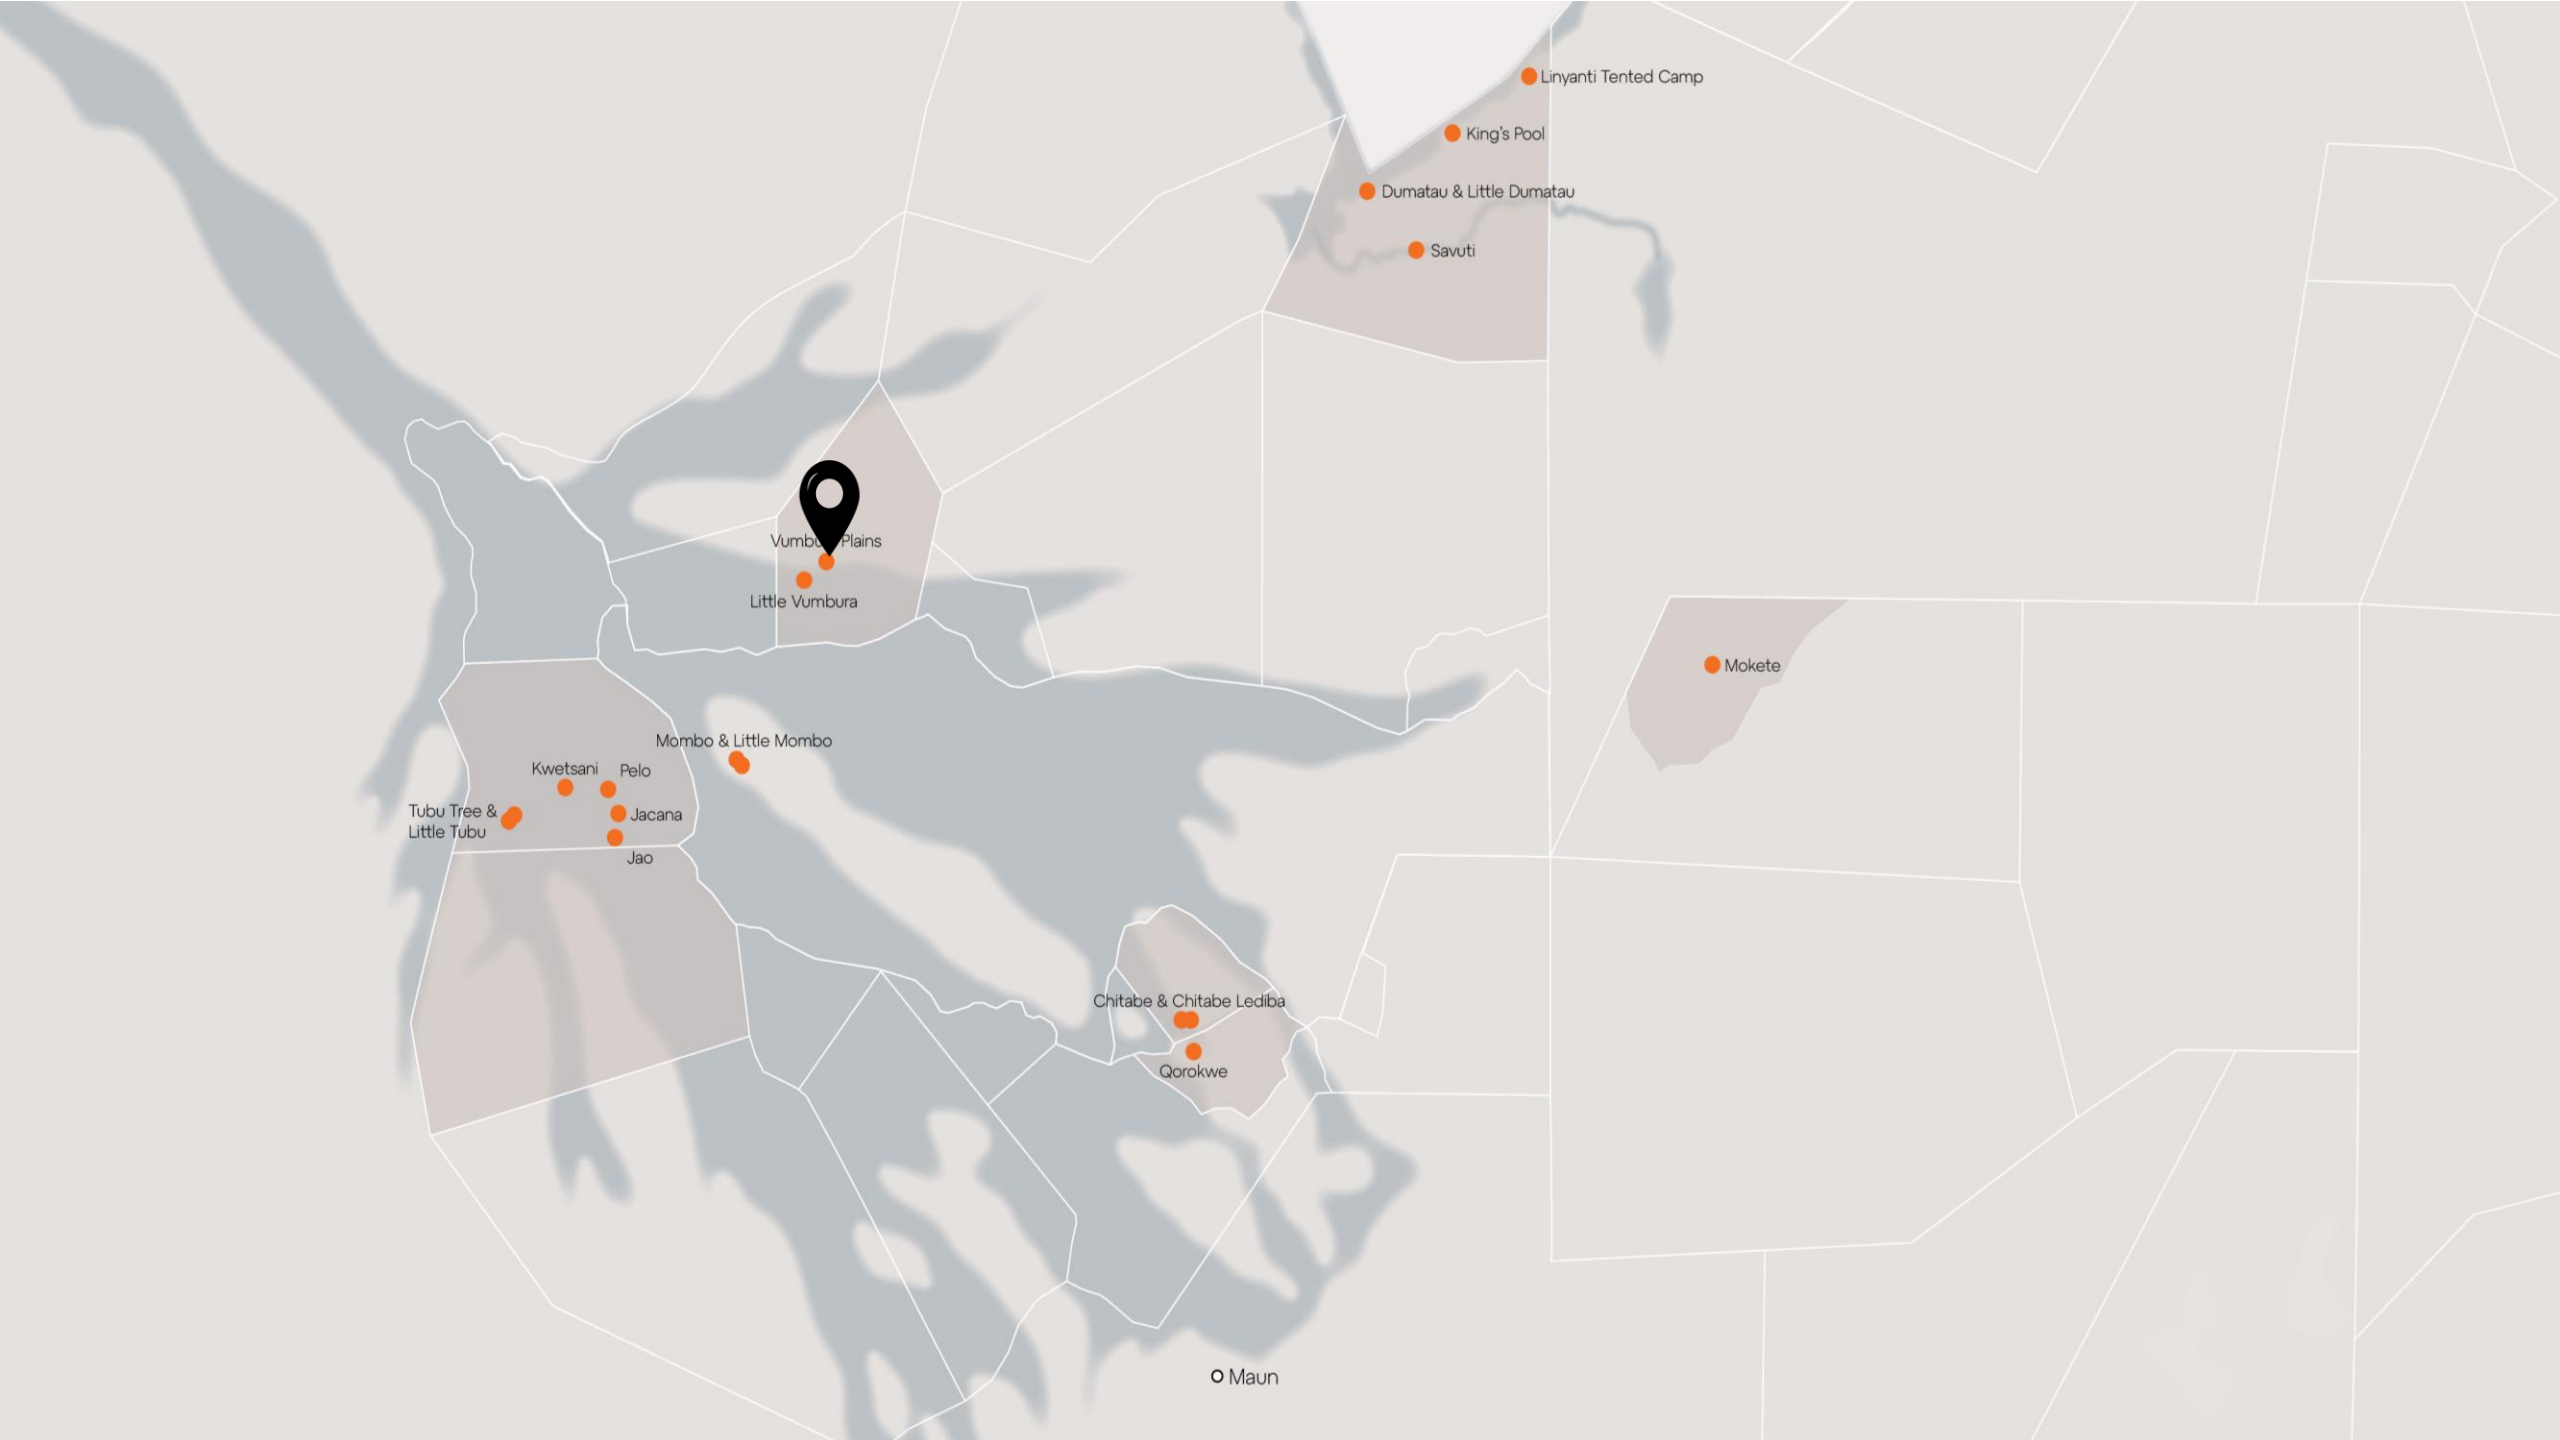 Linyanti Tented Camp
King's Pool
Dumatau & Little Dumatau
Savuti
Plains
Little Vumbura
Mokete
Mombo & Little Mombo
Kwetsani
Pelo
Tubu Tree &
Little Tubu
Jacana
Jao
Chitabe & Chitabe Lediba
Qorokwe
Maun